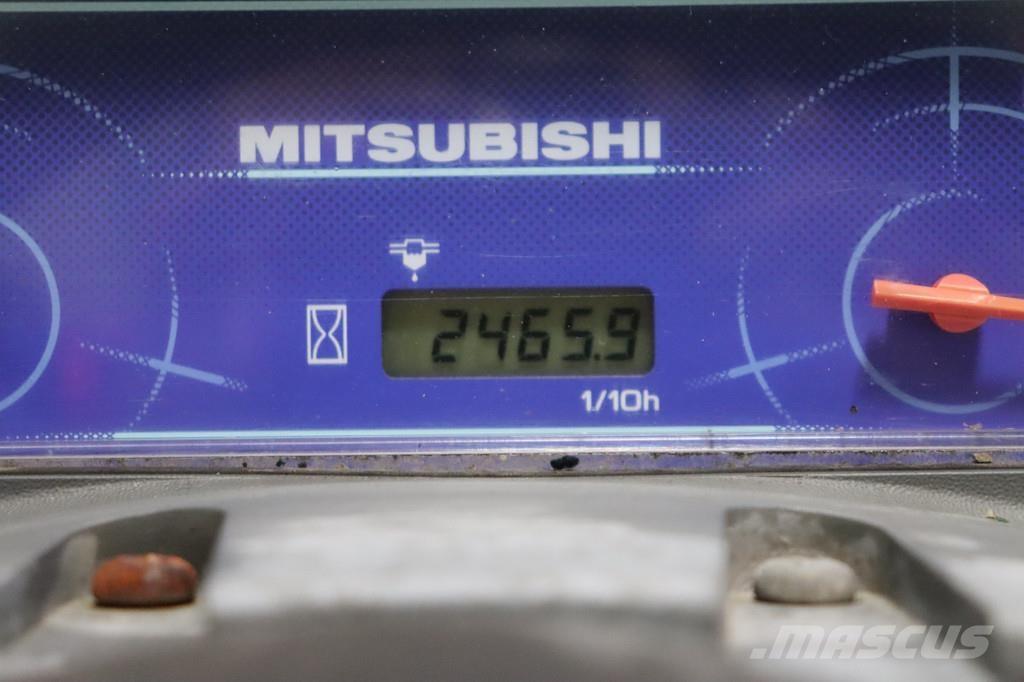 MITSUBISHI
2465.9
1/10h
MASCUS